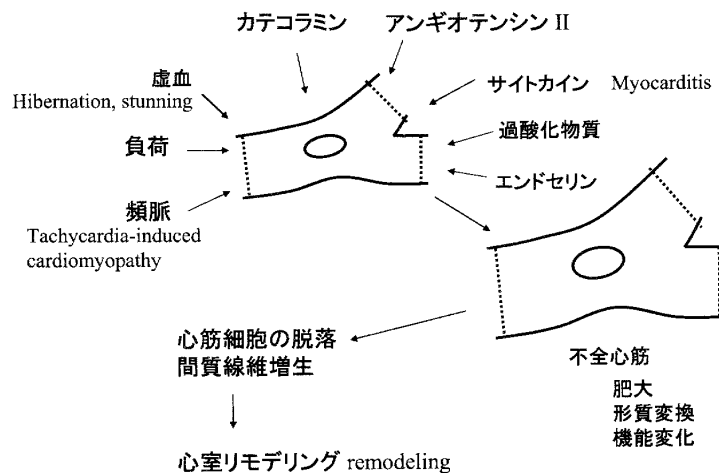 カテコラミン
アンギオテンシン II
虚血
Hibernation, stunning
サイトカイン Myocarditis
負荷
過酸化物質
エンドセリン
頻脈
Tachycardia-induced
cardiomyopathy
心筋細胞の脱落
間質線維増生
不全心筋
肥大
形質変換
機能変化
心室リモデリング remodeling